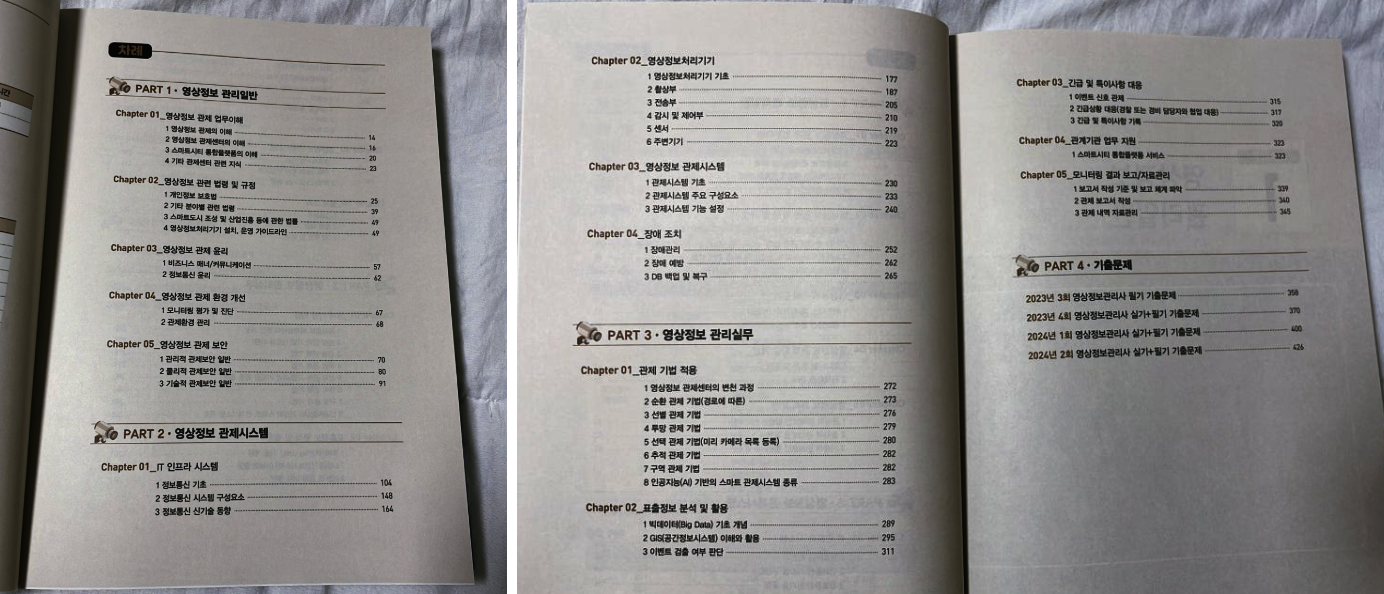 시간
차례
PART 1 · 영상정보 관리일반
Chapter 01_영상정보 관제 업무이해
1 영상정보 관제의 이해 14
2 영상정보 관제센터의 이해 16
3 스마트시티 통합플랫폼의 이해 20
4 기타 관제센터 관련 지식 23
Chapter 02_영상정보 관련 법령 및 규정
1 개인정보 보호법 25
2 기타 분야별 관련 법령 39
3 스마트도시 조성 및 산업진흥 등에 관한 법률 49
4 영상정보처리기기 설치, 운영 가이드라인 49
Chapter 03_영상정보 관제 윤리
1 비즈니스 매너/커뮤니케이션 57
2 정보통신 윤리 62
Chapter 04_영상정보 관제 환경 개선
1 모니터링 평가 및 진단 67
2 관제환경 관리 68
Chapter 05_영상정보 관제 보안
1 관리적 관제보안 일반 70
2 물리적 관제보안 일반 80
3 기술적 관제보안 일반 91
PART 2 · 영상정보 관제시스템
Chapter 01_IT 인프라 시스템
1 정보통신 기초 104
2 정보통신 시스템 구성요소 148
3 정보통신 신기술 동향 164
Chapter 02_영상정보처리기기
1 영상정보처리기기 기초 177
2 촬상부 187
3 전송부 205
4 감시 및 제어부 210
5 센서 219
6 주변기기 223
Chapter 03_영상정보 관제시스템
1 관제시스템 기초 230
2 관제시스템 주요 구성요소 233
3 관제시스템 기능 설정 240
Chapter 04_장애 조치
1 장애관리 252
2 장애 예방 262
3 DB 백업 및 복구 265
PART 3 · 영상정보 관리실무
Chapter 01_관제 기법 적용
1 영상정보 관제센터의 변천 과정 272
2 순환 관제 기법(경로에 따른) 273
3 선별 관제 기법 276
4 투망 관제 기법 279
5 선택 관제 기법(미리 카메라 목록 등록) 280
6 추적 관제 기법 282
7 구역 관제 기법 282
8 인공지능(AI) 기반의 스마트 관제시스템 종류 283
Chapter 02_표출정보 분석 및 활용
1 빅데이터(Big Data) 기초 개념 289
2 GIS(공간정보시스템) 이해와 활용 295
3 이벤트 검출 여부 판단 311
Chapter 03_긴급 및 특이사항 대응
1 이벤트 신호 관제 315
2 긴급상황 대응(경찰 또는 경비 담당자와 협업 대응) 317
3 긴급 및 특이사항 기록 320
Chapter 04_관계기관 업무 지원 323
1 스마트시티 통합플랫폼 서비스 323
Chapter 05_모니터링 결과 보고/자료관리
1 보고서 작성 기준 및 보고 체계 파악 339
2 관제 보고서 작성 340
3 관제 내역 자료관리 345
PART 4 · 기출문제
2023년 3회 영상정보관리사 필기 기출문제 358
2023년 4회 영상정보관리사 실기+필기 기출문제 370
2024년 1회 영상정보관리사 실기+필기 기출문제 400
2024년 2회 영상정보관리사 실기+필기 기출문제 426